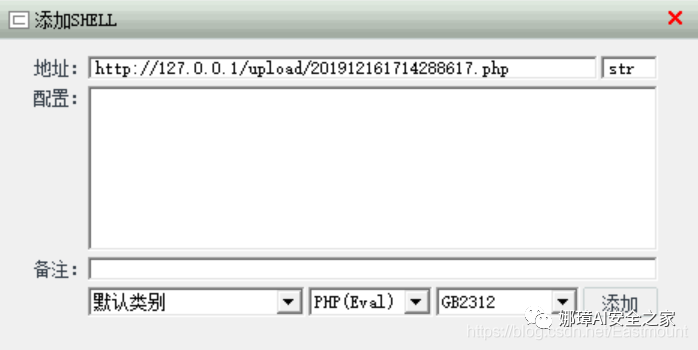 添加SHELL
地址: http://127.0.0.1/upload/201912161714288617.php str
配置:
备注:
默认类别 PHP(Eval) GB2312 添加
娜璋AI安全之家
https://blog.csdn.net/Eastmount